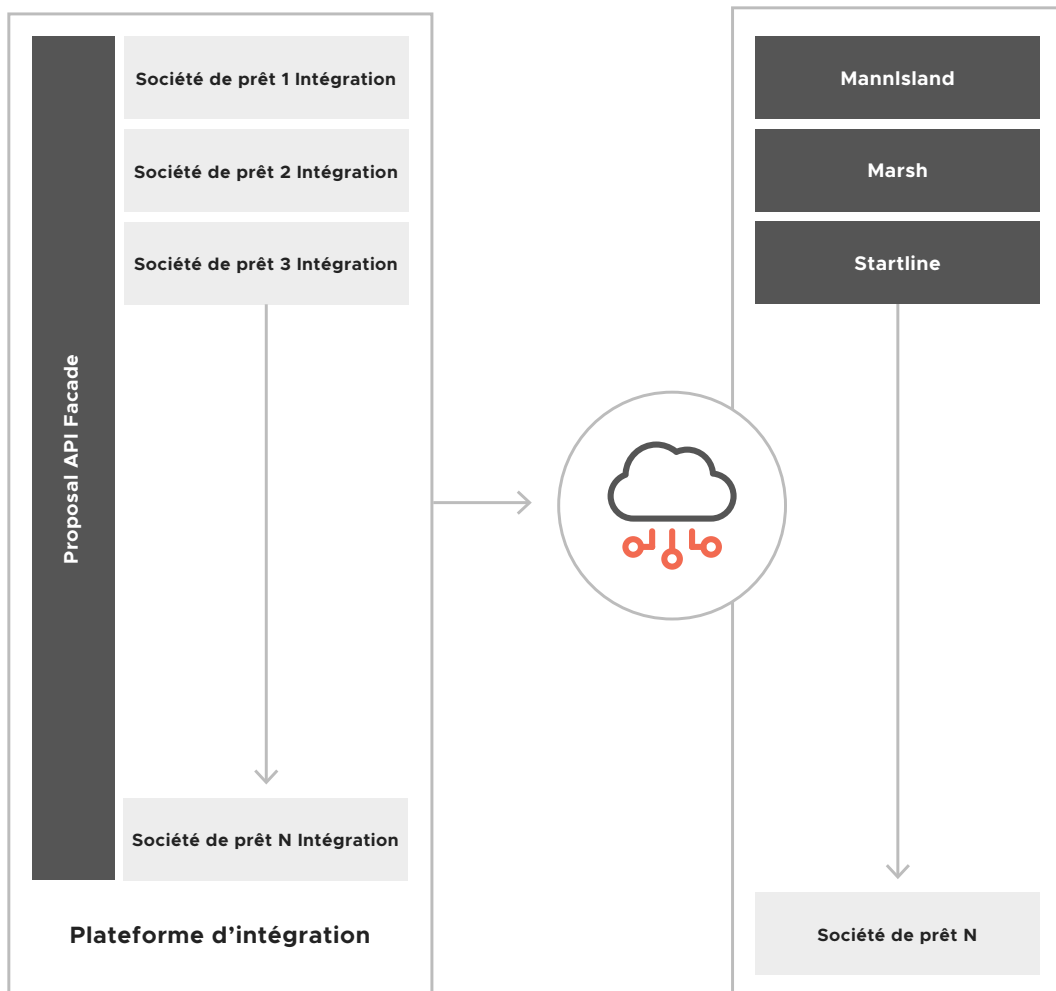 Proposal API Facade
Société de prêt 1 Intégration
Société de prêt 2 Intégration
Société de prêt 3 Intégration
Société de prêt N Intégration
Plateforme d’intégration
MannIsland
Marsh
Startline
Société de prêt N